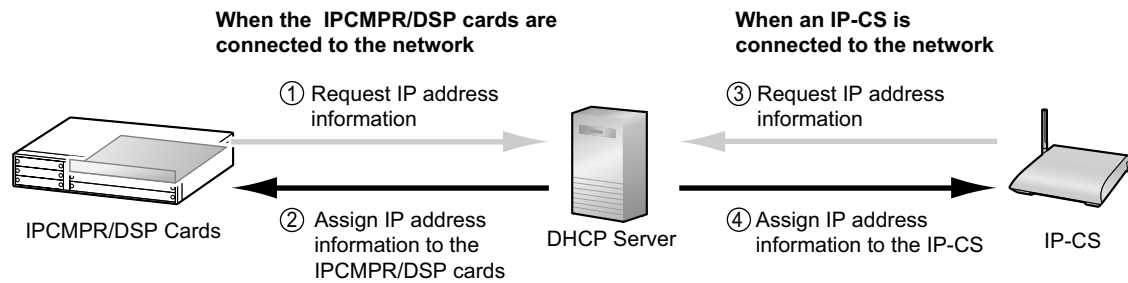 When the IPCMPR/DSP cards are
connected to the network
When an IP-CS is
connected to the network
① Request IP address
information
③ Request IP address
information
IPCMPR/DSP Cards
② Assign IP address
information to the
IPCMPR/DSP cards
DHCP Server
④ Assign IP address
information to the IP-CS
IP-CS